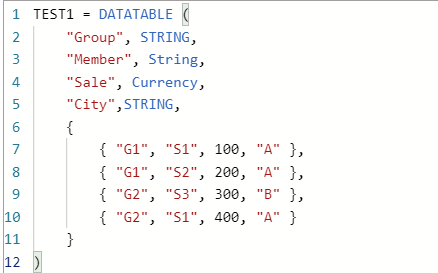 1 TEST1 = DATATABLE (
2 "Group", STRING,
3 "Member", String,
4 "Sale", Currency,
5 "City",STRING,
6 {
7 { "G1", "S1", 100, "A" },
8 { "G1", "S2", 200, "A" },
9 { "G2", "S3", 300, "B" },
10 { "G2", "S1", 400, "A" }
11 }
12 )